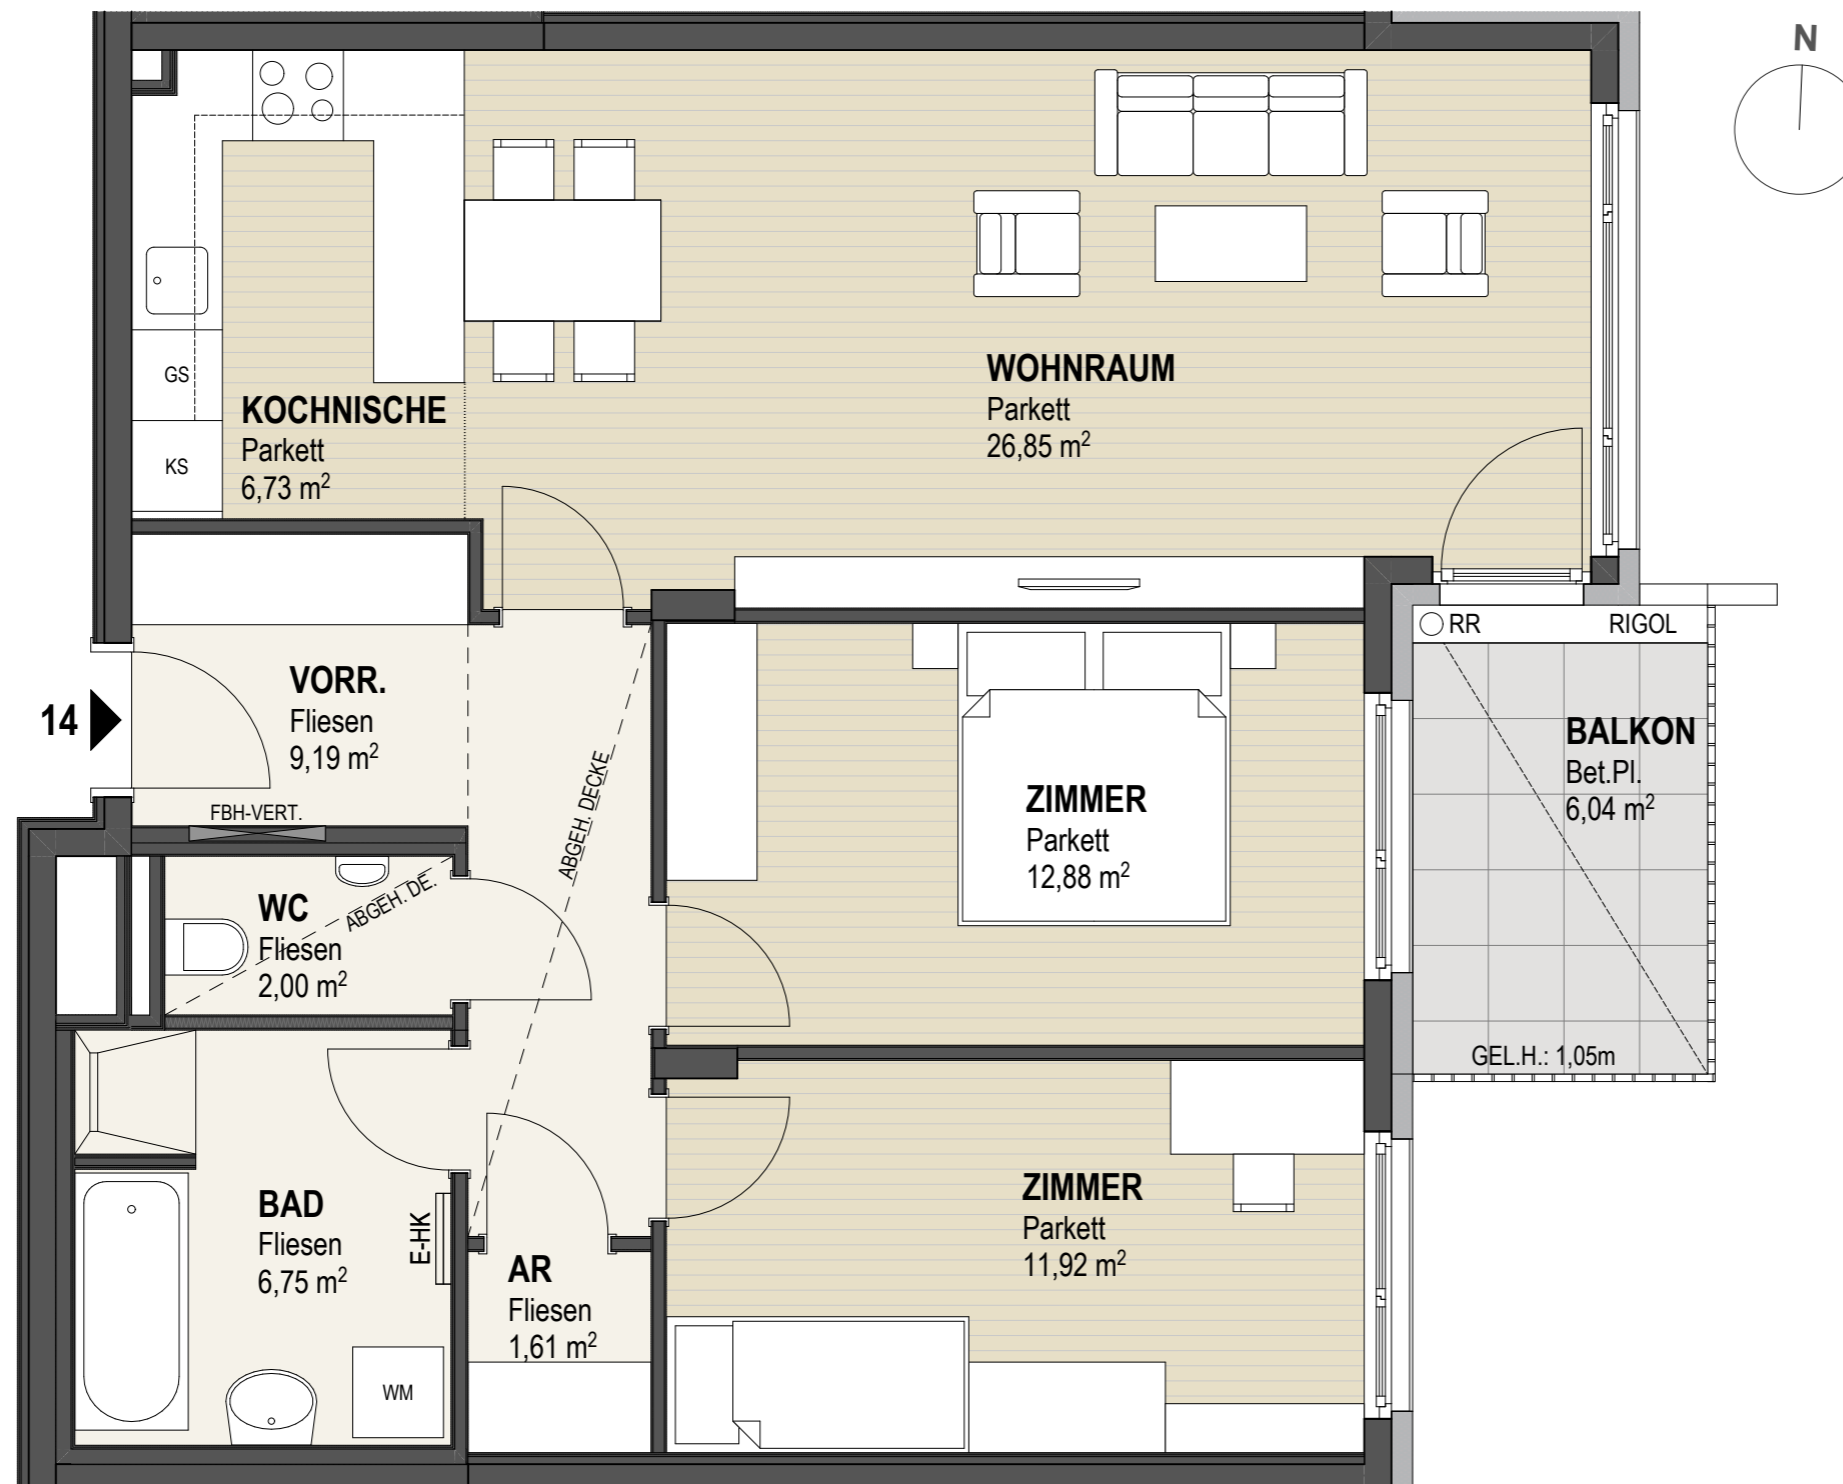 N
GS
KS
KOCHNISCHE
Parkett
6,73 m²
WOHNRAUM
Parkett
26,85 m²
RR
RIGOL
14
VORR.
Fliesen
9,19 m²
FBH-VERT.
ABGEH. DECKE
ZIMMER
Parkett
12,88 m²
BALKON
Bet.Pl.
6,04 m²
GEL.H.: 1,05m
WC
Fliesen
2,00 m²
ABGEH. DE.
BAD
Fliesen
6,75 m²
E-HK
WM
AR
Fliesen
1,61 m²
ZIMMER
Parkett
11,92 m²